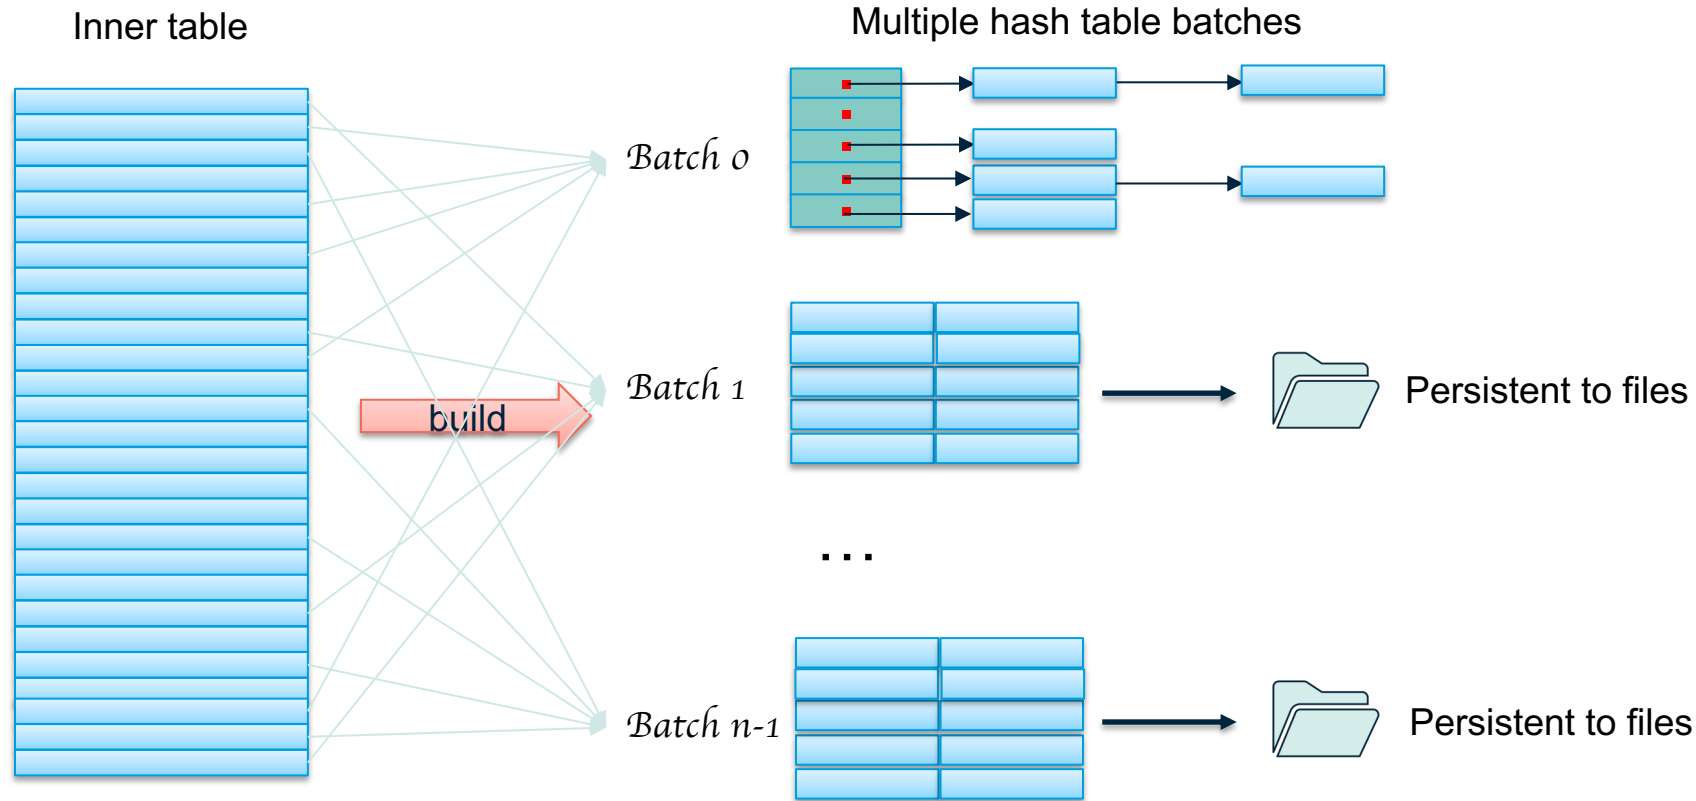 Inner table
Multiple hash table batches
Batch 0
Batch 1
build
Persistent to files
...
Batch n-1
Persistent to files